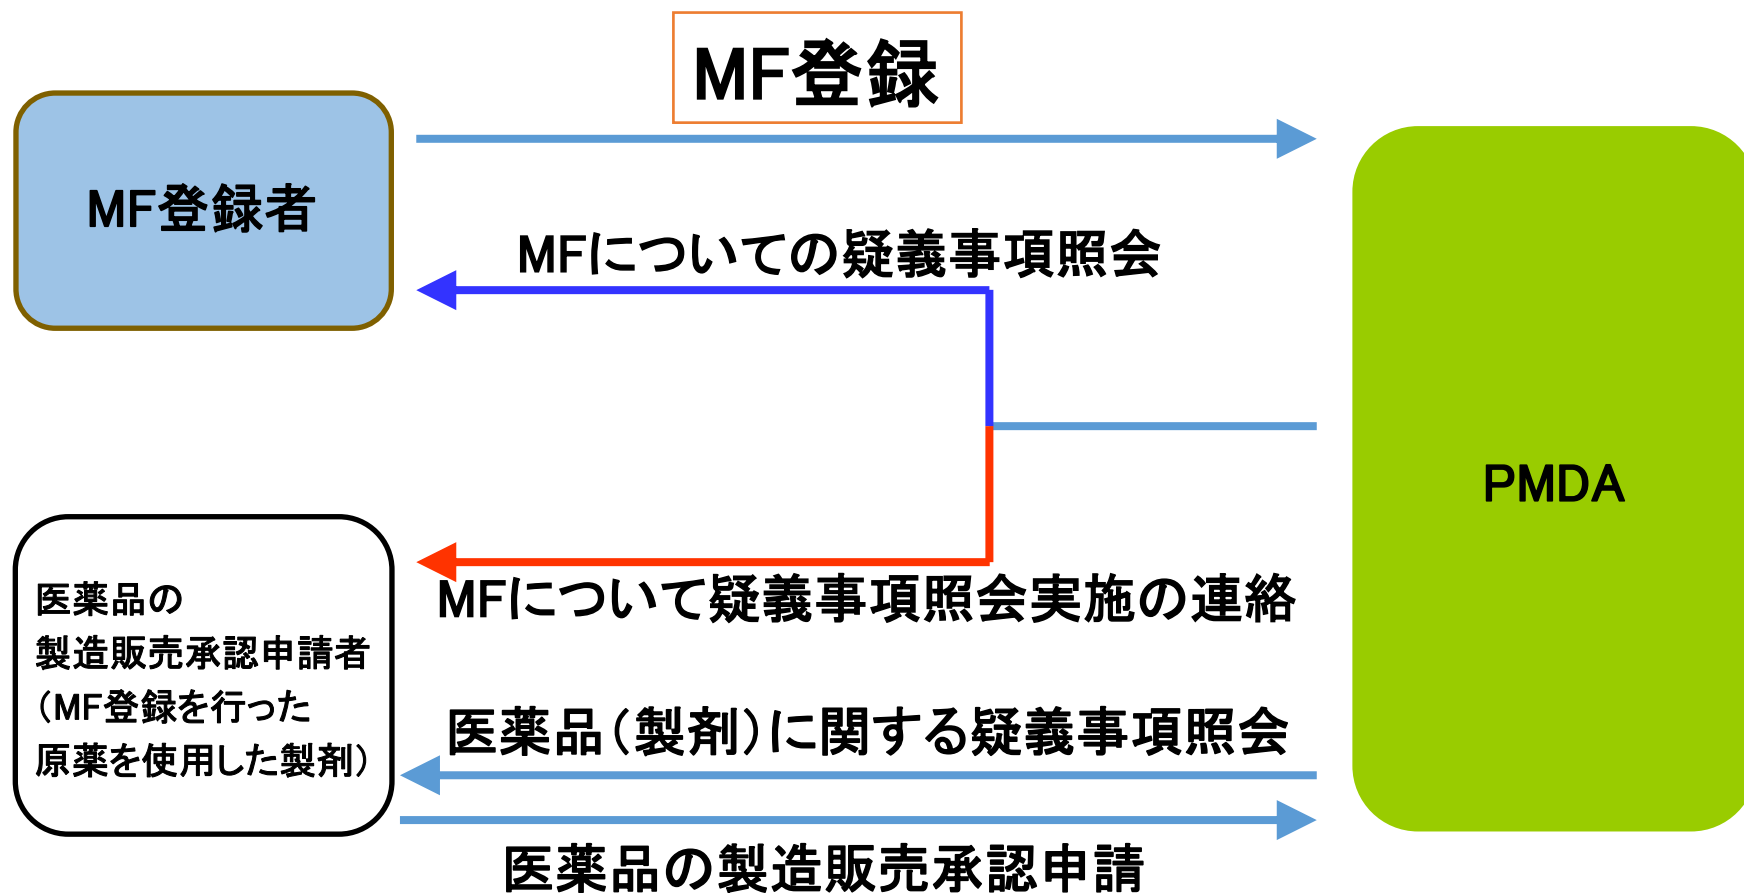 MF登録
MF登録者
MFについての疑義事項照会
PMDA
MFについて疑義事項照会実施の連絡
医薬品の
製造販売承認申請者
（MF登録を行った
原薬を使用した製剤）
医薬品（製剤）に関する疑義事項照会
医薬品の製造販売承認申請